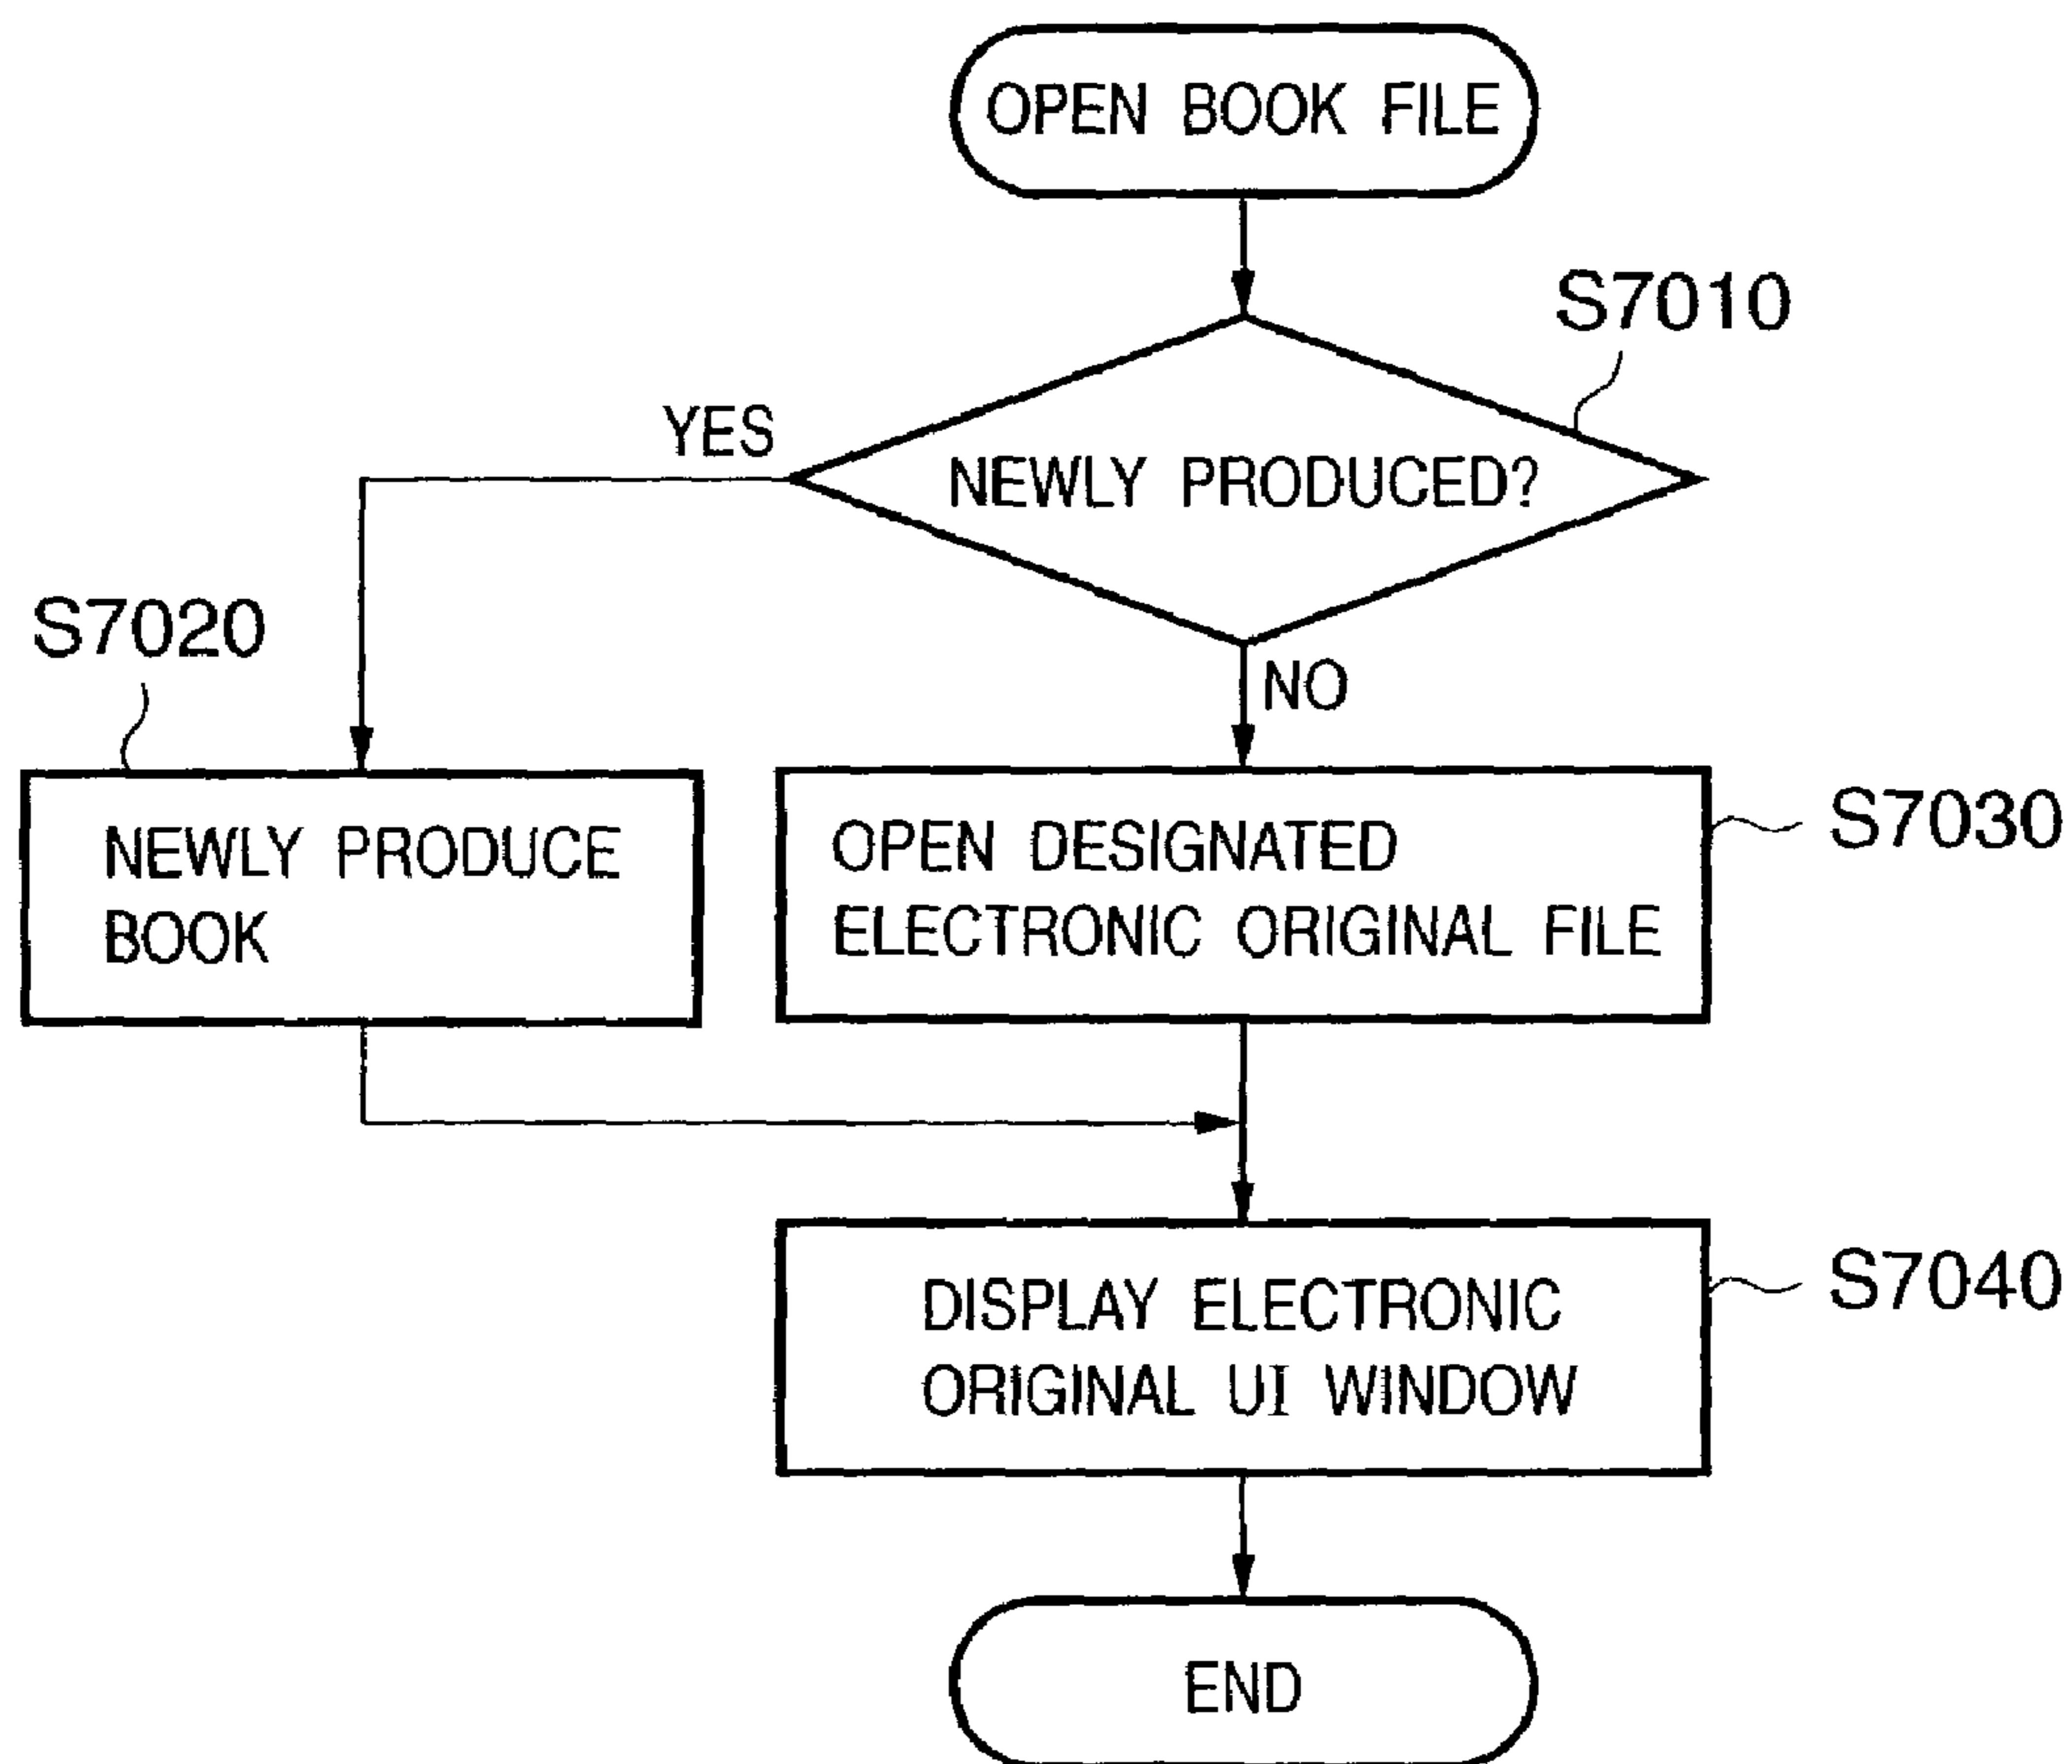 OPEN BOOK FILE
S7010
YES
NEWLY PRODUCED?
S7020
NO
NEWLY PRODUCE
BOOK
OPEN DESIGNATED
ELECTRONIC ORIGINAL FILE
S7030
DISPLAY ELECTRONIC
ORIGINAL UI WINDOW
S7040
END